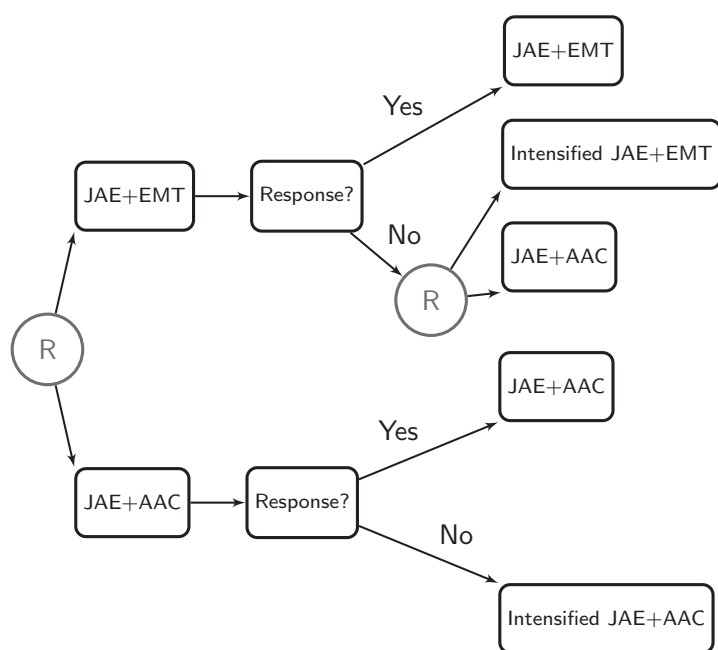 JAE+EMT
Yes
Intensified JAE+EMT
JAE+EMT
Response?
No
JAE+AAC
R
R
JAE+AAC
Yes
JAE+AAC
Response?
No
Intensified JAE+AAC